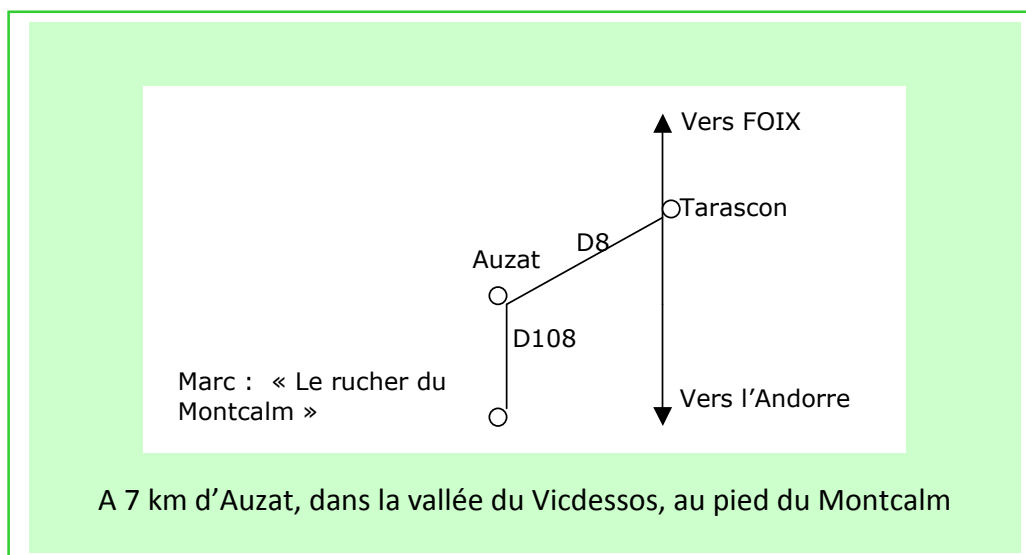 Vers FOIX
Tarascon
D8
Auzat
D108
Marc : « Le rucher du
Montcalm »
Vers l’Andorre
A 7 km d’Auzat, dans la vallée du Vicdessos, au pied du Montcalm